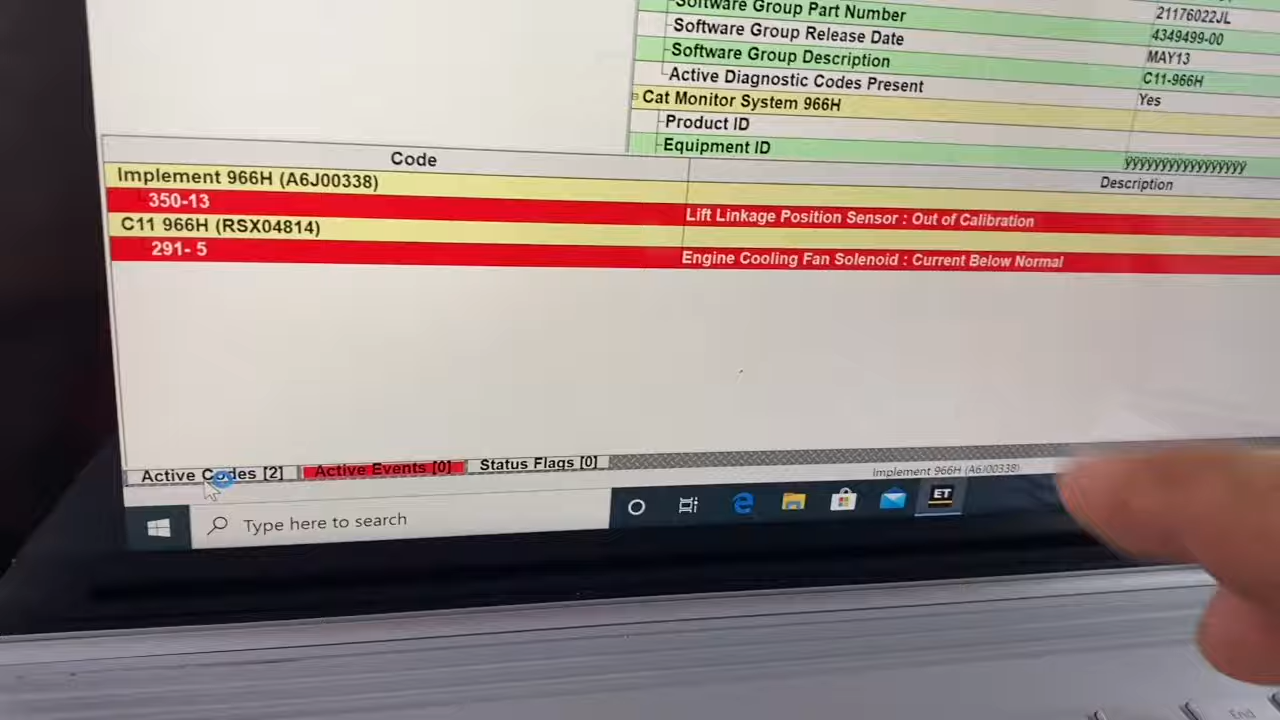 Software Group Part Number
21176022JL
Software Group Release Date
4349499-00
Software Group Description
MAY13
Active Diagnostic Codes Present
C11-966H
Cat Monitor System 966H
Yes
Product ID
Equipment ID
ÿÿÿÿÿÿÿÿÿÿÿÿÿÿÿÿÿ
Code
Description
Implement 966H (A6J00338)
350-13
Lift Linkage Position Sensor : Out of Calibration
C11 966H (RSX04814)
291- 5
Engine Cooling Fan Solenoid : Current Below Normal
Active Codes [2]
Active Events [0]
Status Flags [0]
Implement 966H (A6J00338)
Type here to search
ET
End